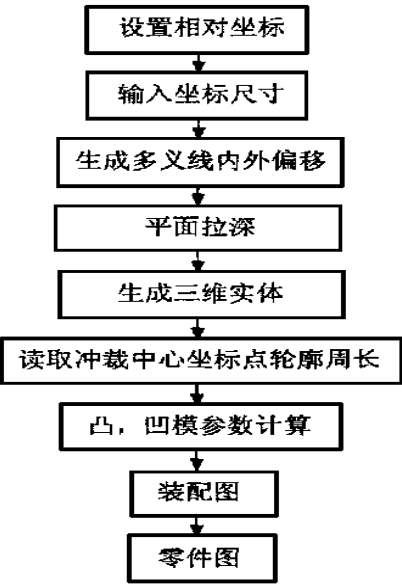 设置相对坐标
输入坐标尺寸
生成多义线内外偏移
平面拉深
生成三维实体
读取冲裁中心坐标点轮廓周长
凸，凹模参数计算
装配图
零件图